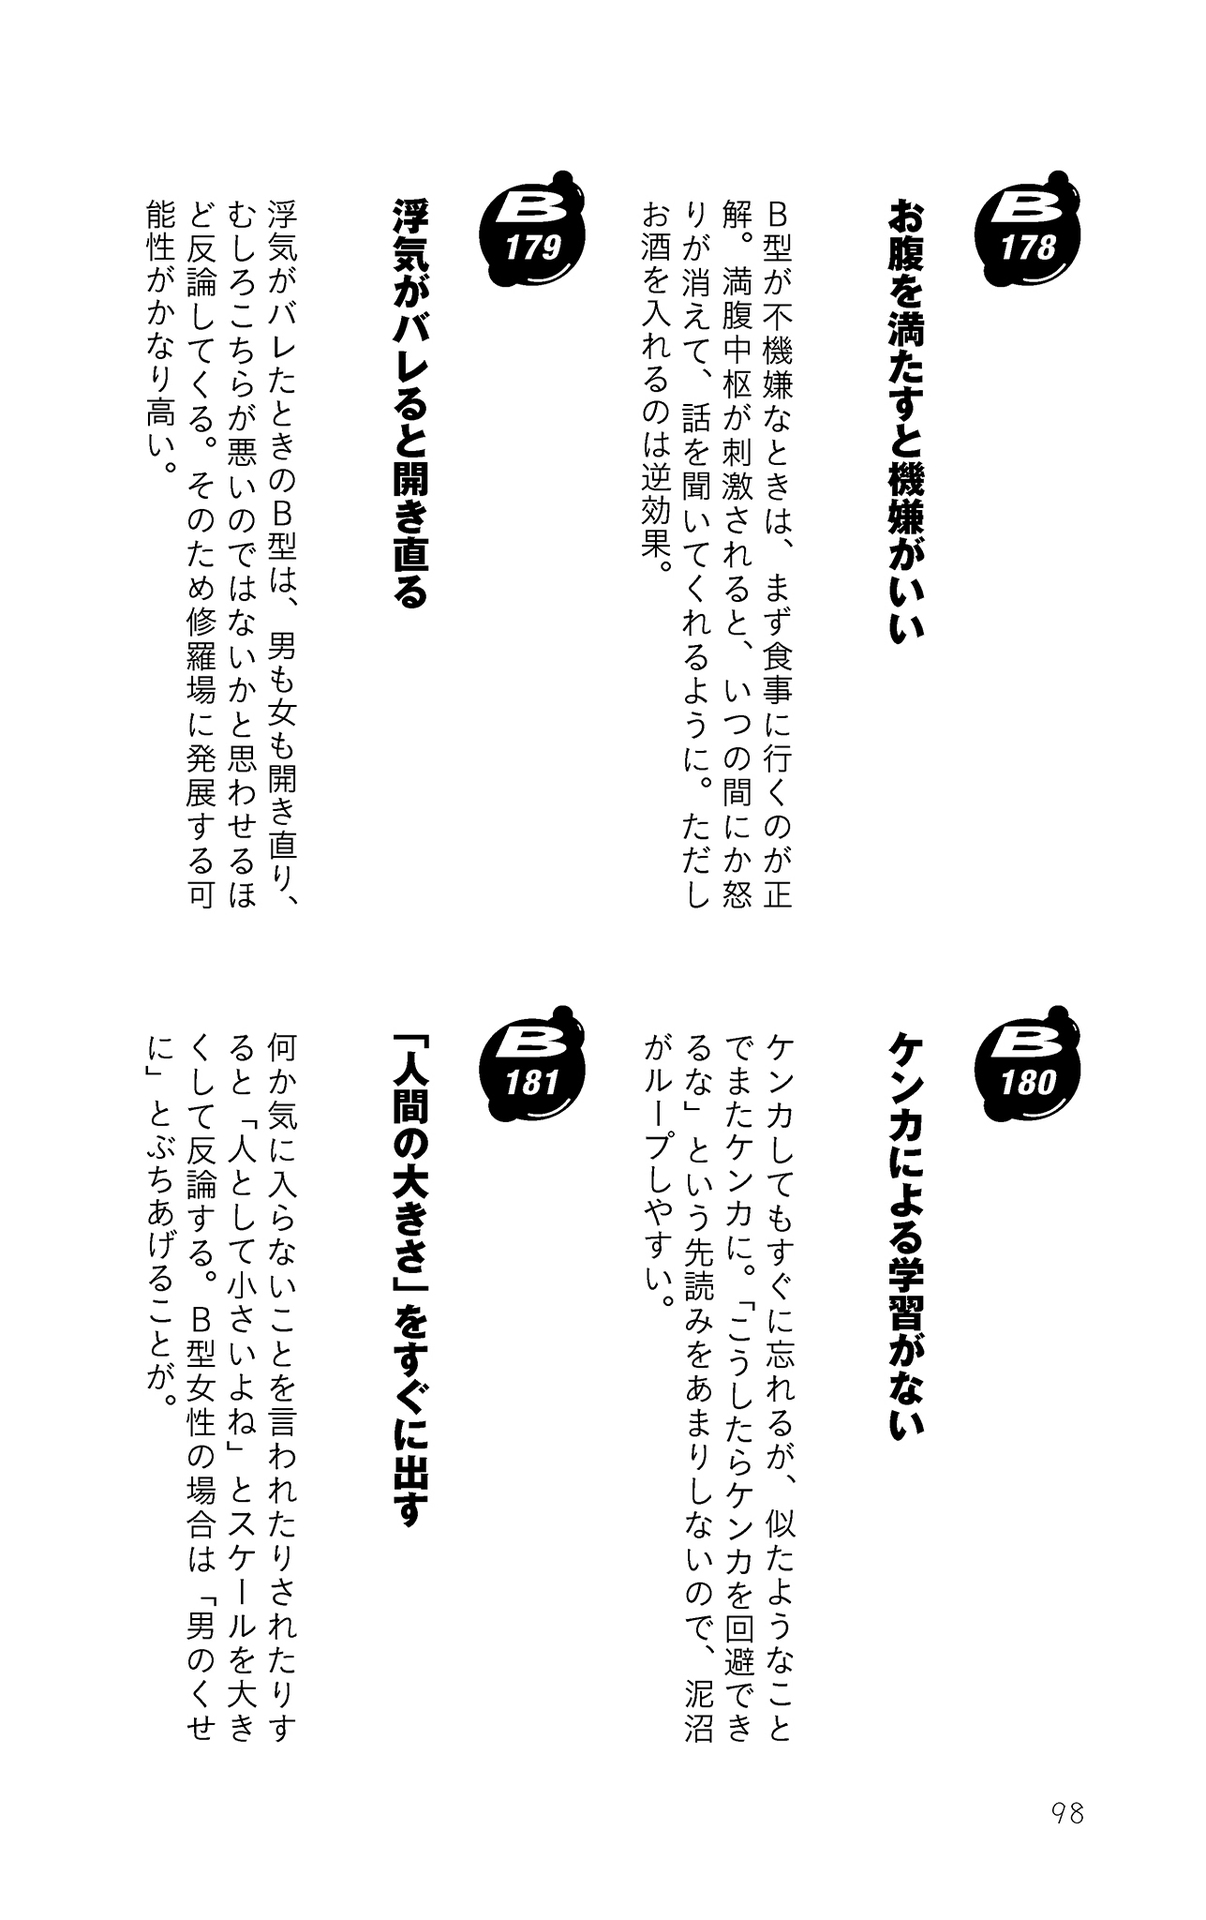 B
178
お腹を満たすと機嫌がいい
B型が不機嫌なときは、まず食事に行くのが正
解。満腹中枢が刺激されると、いつの間にか怒
りが消えて、話を聞いてくれるように。ただし
お酒を入れるのは逆効果。
B
179
浮気がバレると開き直る
浮気がバレたときのB型は、男も女も開き直り、
むしろこちらが悪いのではないかと思わせるほ
ど反論してくる。そのため修羅場に発展する可
能性がかなり高い。
B
180
ケンカによる学習がない
ケンカしてもすぐに忘れるが、似たようなこと
でまたケンカに。「こうしたらケンカを回避でき
るな」という先読みをあまりしないので、泥沼
がループしやすい。
B
181
「人間の大きさ」をすぐに出す
何か気に入らないことを言われたりされたりす
ると「人として小さいよね」とスケールを大き
くして反論する。B型女性の場合は「男のくせ
に」とぶちあげることが。
98